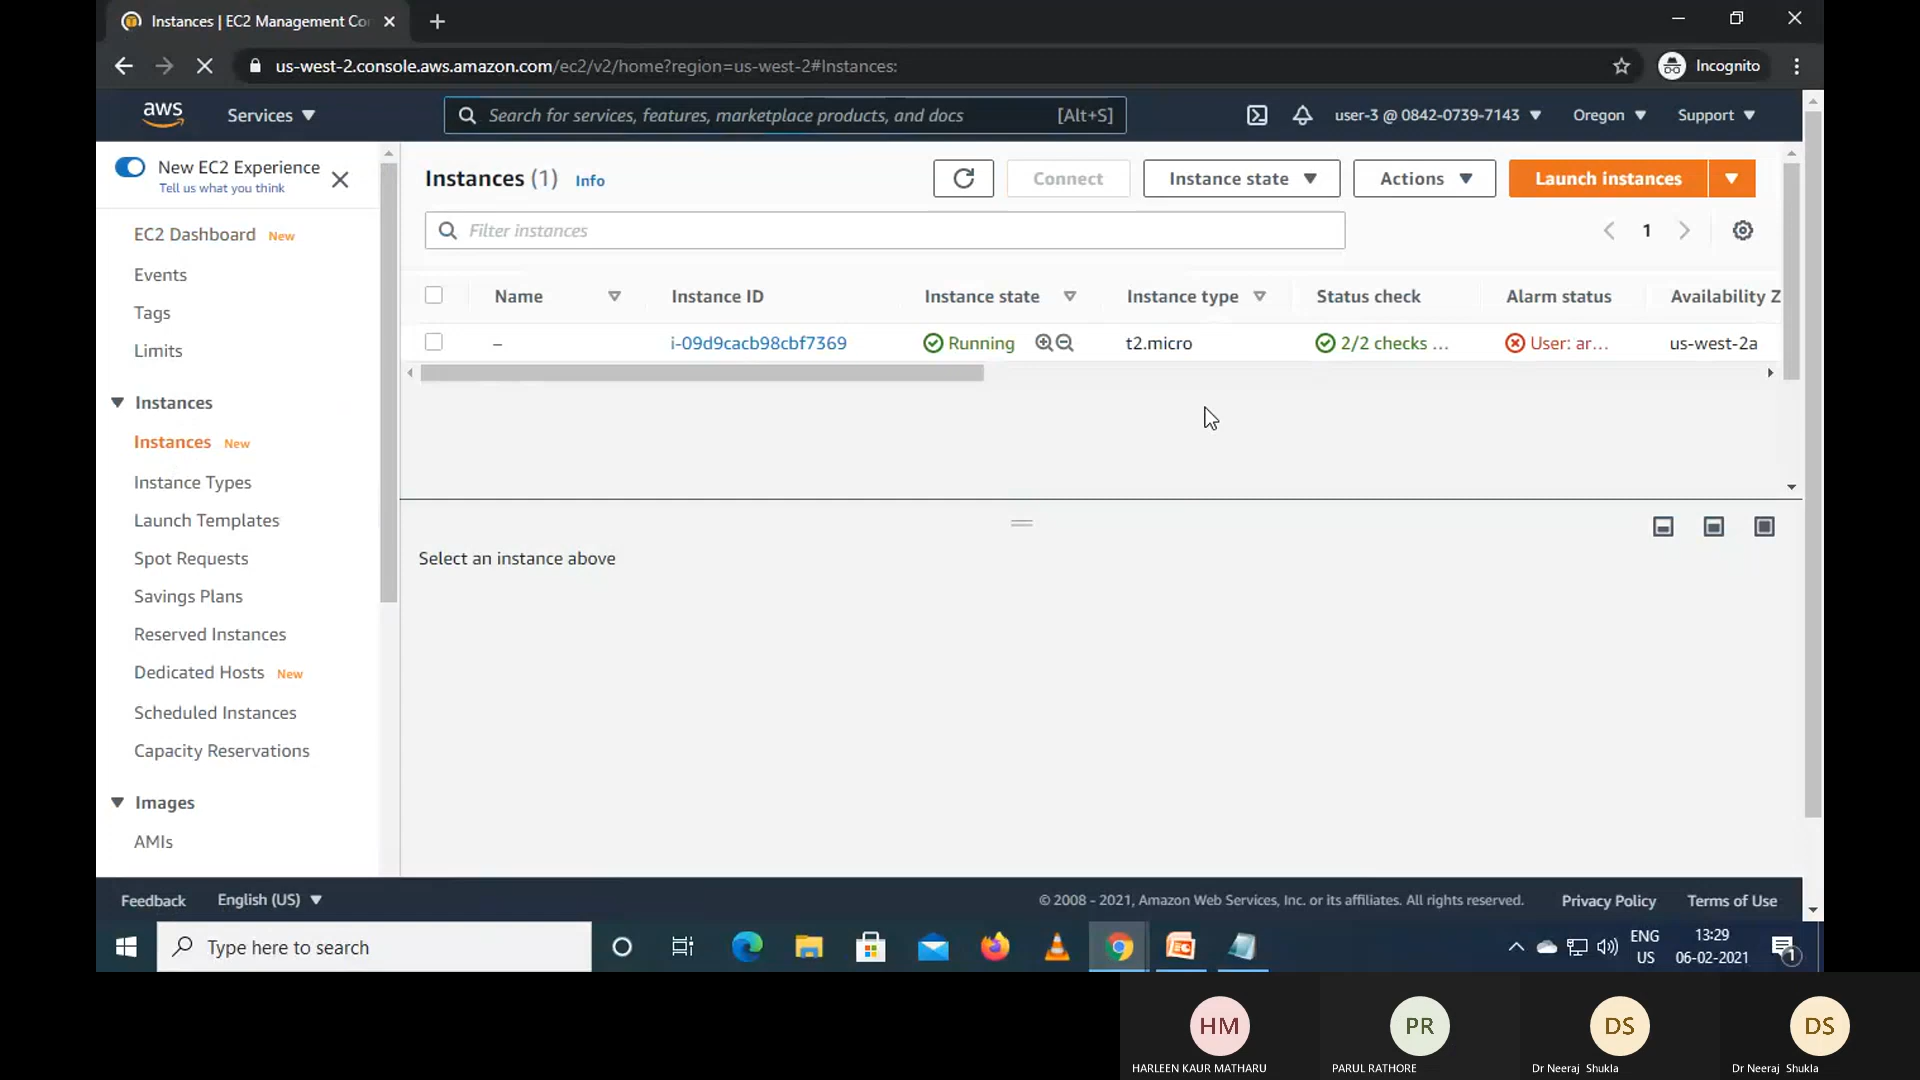 Instances | EC2 Management Co
us-west-2.console.aws.amazon.com/ec2/v2/home?region=us-west-2#Instances:
Incognito
aws
Services
Search for services, features, marketplace products, and docs
[Alt+S]
user-3 @ 0842-0739-7143
Oregon
Support
New EC2 Experience
Tell us what you think
EC2 Dashboard New
Events
Tags
Limits
Instances
Instances New
Instance Types
Launch Templates
Spot Requests
Savings Plans
Reserved Instances
Dedicated Hosts New
Scheduled Instances
Capacity Reservations
Images
AMIs
Instances (1) Info
Connect
Instance state
Actions
Launch instances
Filter instances
1
Name
Instance ID
Instance state
Instance type
Status check
Alarm status
Availability Z
–
i-09d9cacb98cbf7369
Running
t2.micro
2/2 checks ...
User: ar...
us-west-2a
Select an instance above
Feedback
English (US)
© 2008 - 2021, Amazon Web Services, Inc. or its affiliates. All rights reserved.
Privacy Policy
Terms of Use
Type here to search
ENG
US
13:29
06-02-2021
1
HM
PR
DS
DS
HARLEEN KAUR MATHARU
PARUL RATHORE
Dr Neeraj Shukla
Dr Neeraj Shukla